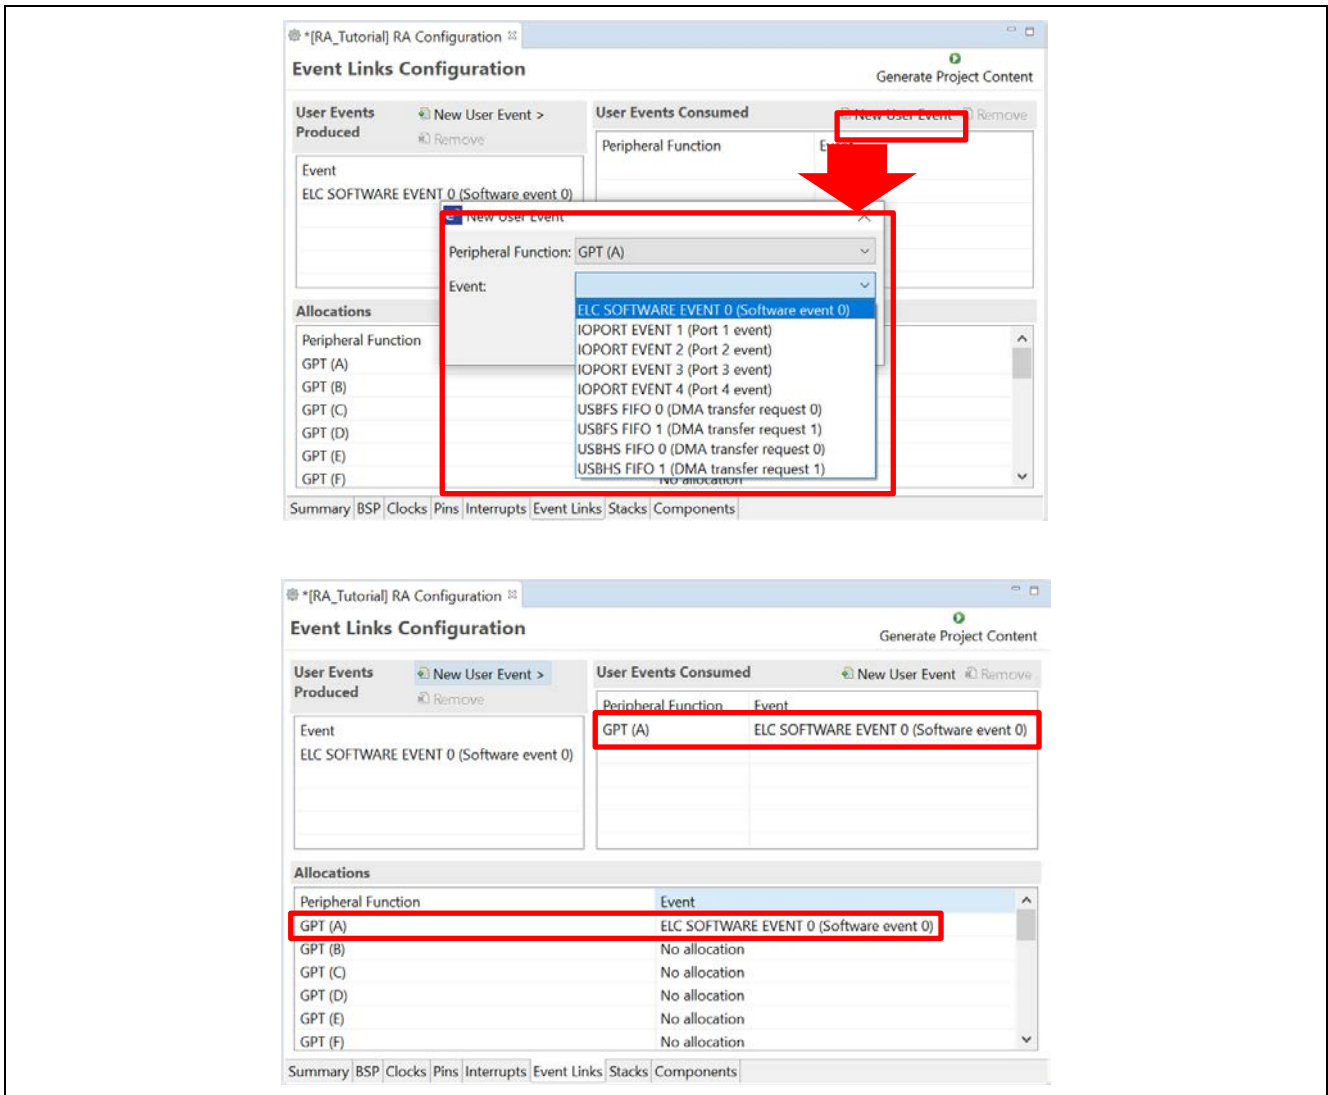 *[RA_Tutorial] RA Configuration
Event Links Configuration
Generate Project Content
User Events Produced
New User Event >
Remove
User Events Consumed
New User Event
Remove
Peripheral Function
Event
ELC SOFTWARE EVENT 0 (Software event 0)
New User Event
Peripheral Function: GPT (A)
Event:
ELC SOFTWARE EVENT 0 (Software event 0)
IOPORT EVENT 1 (Port 1 event)
IOPORT EVENT 2 (Port 2 event)
IOPORT EVENT 3 (Port 3 event)
IOPORT EVENT 4 (Port 4 event)
USBFS FIFO 0 (DMA transfer request 0)
USBFS FIFO 1 (DMA transfer request 1)
USBHS FIFO 0 (DMA transfer request 0)
USBHS FIFO 1 (DMA transfer request 1)
Allocations
Peripheral Function
GPT (A)
GPT (B)
GPT (C)
GPT (D)
GPT (E)
GPT (F) No allocation
Summary BSP Clocks Pins Interrupts Event Links Stacks Components
*[RA_Tutorial] RA Configuration
Event Links Configuration
Generate Project Content
User Events Produced
New User Event >
Remove
Event
ELC SOFTWARE EVENT 0 (Software event 0)
User Events Consumed
New User Event
Remove
Peripheral Function Event
GPT (A) ELC SOFTWARE EVENT 0 (Software event 0)
Allocations
Peripheral Function Event
GPT (A) ELC SOFTWARE EVENT 0 (Software event 0)
GPT (B) No allocation
GPT (C) No allocation
GPT (D) No allocation
GPT (E) No allocation
GPT (F) No allocation
Summary BSP Clocks Pins Interrupts Event Links Stacks Components